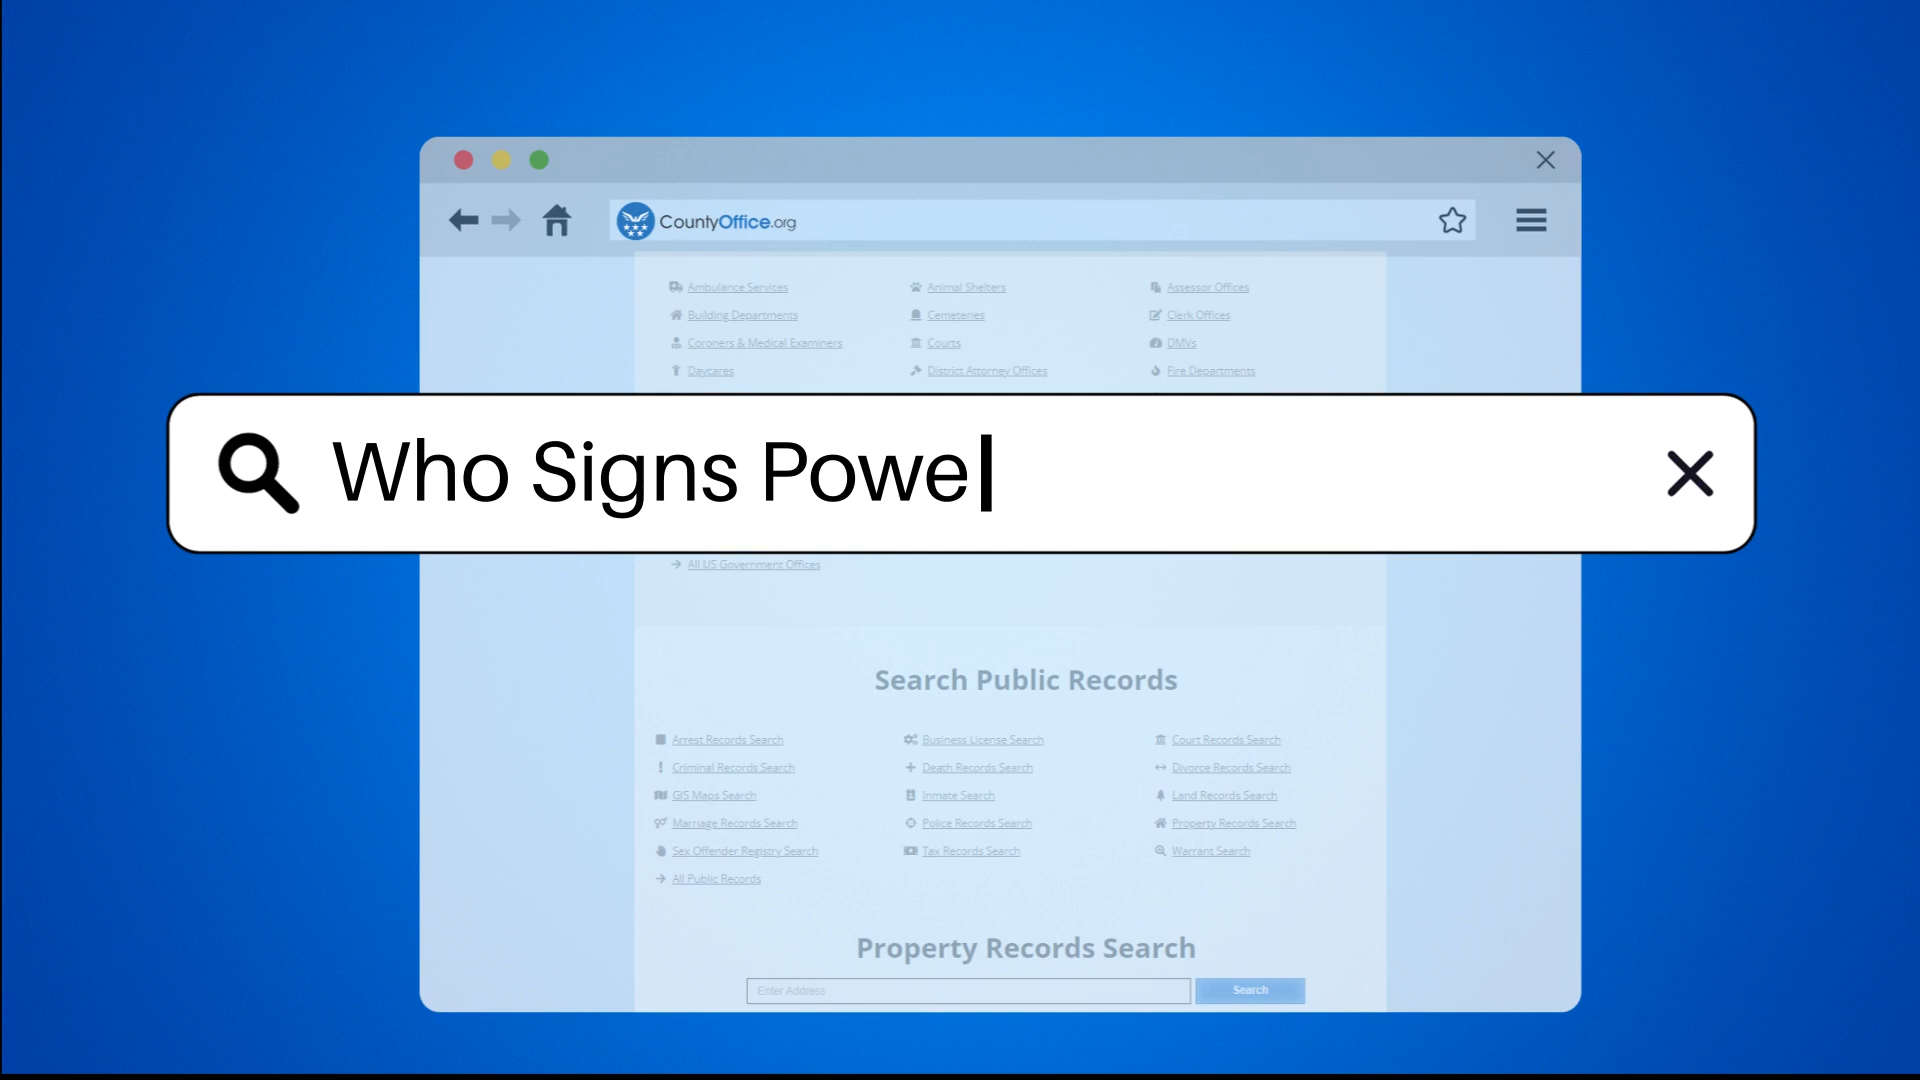 CountyOffice.org
Ambulance Services Animal Shelters Assessor Offices
Building Departments Cemeteries Clerk Offices
Coroners & Medical Examiners Courts DMVs
Daycares District Attorney Offices Fire Departments
Who Signs Powe
All US Government Offices
Search Public Records
Arrest Records Search Business License Search Court Records Search
Criminal Records Search Death Records Search Divorce Records Search
GIS Maps Search Inmate Search Land Records Search
Marriage Records Search Police Records Search Property Records Search
Sex Offender Registry Search Tax Records Search Warrant Search
All Public Records
Property Records Search
Enter Address Search